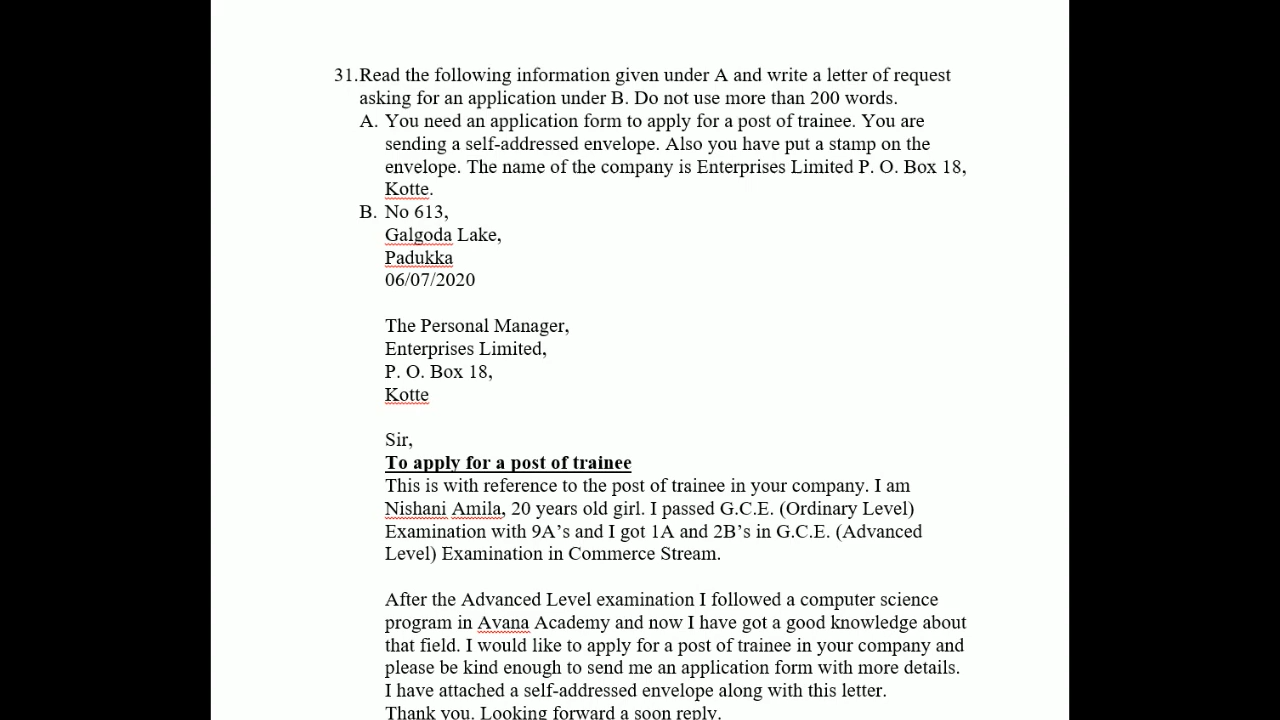 31.Read the following information given under A and write a letter of request
asking for an application under B. Do not use more than 200 words.
A. You need an application form to apply for a post of trainee. You are
sending a self-addressed envelope. Also you have put a stamp on the
envelope. The name of the company is Enterprises Limited P. O. Box 18,
Kotte.
B. No 613,
Galgoda Lake,
Padukka
06/07/2020
The Personal Manager,
Enterprises Limited,
P. O. Box 18,
Kotte
Sir,
To apply for a post of trainee
This is with reference to the post of trainee in your company. I am
Nishani Amila, 20 years old girl. I passed G.C.E. (Ordinary Level)
Examination with 9A’s and I got 1A and 2B’s in G.C.E. (Advanced
Level) Examination in Commerce Stream.
After the Advanced Level examination I followed a computer science
program in Avana Academy and now I have got a good knowledge about
that field. I would like to apply for a post of trainee in your company and
please be kind enough to send me an application form with more details.
I have attached a self-addressed envelope along with this letter.
Thank you. Looking forward a soon reply.